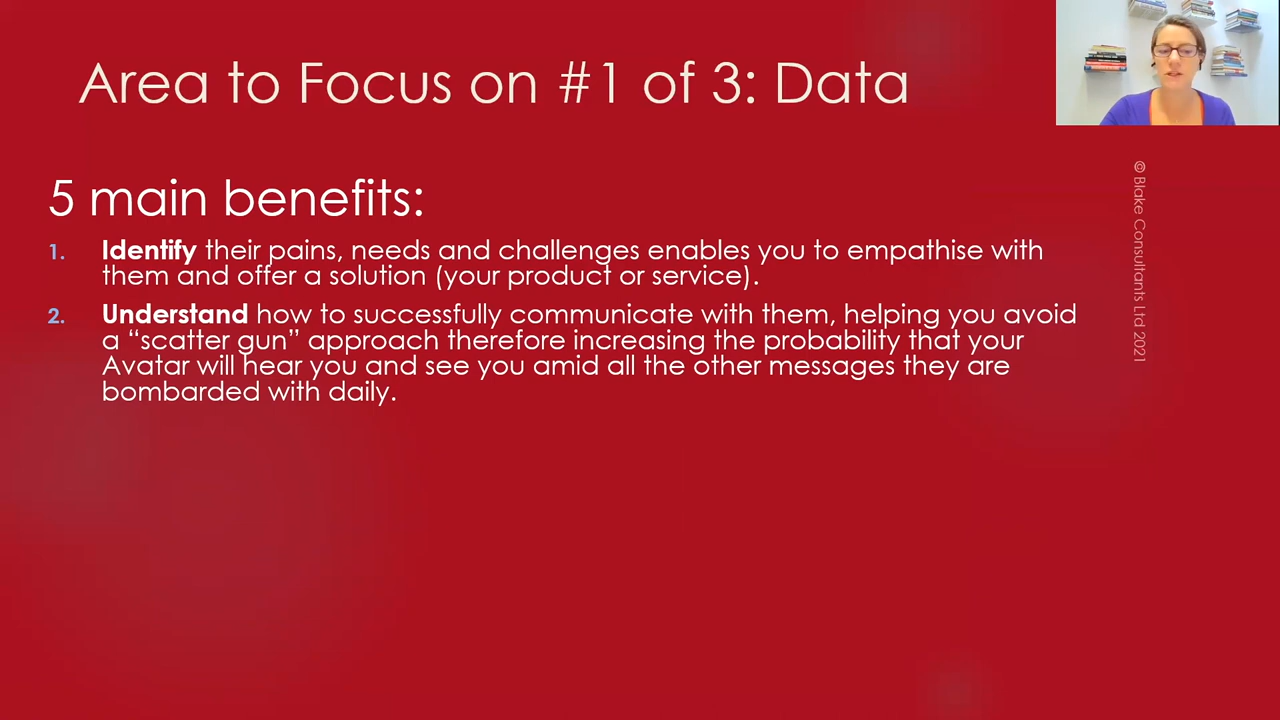 Area to Focus on #1 of 3: Data
5 main benefits:
1. Identify their pains, needs and challenges enables you to empathise with
them and offer a solution (your product or service).
2. Understand how to successfully communicate with them, helping you avoid
a “scatter gun” approach therefore increasing the probability that your
Avatar will hear you and see you amid all the other messages they are
bombarded with daily.
© Blake Consultants Ltd 2021